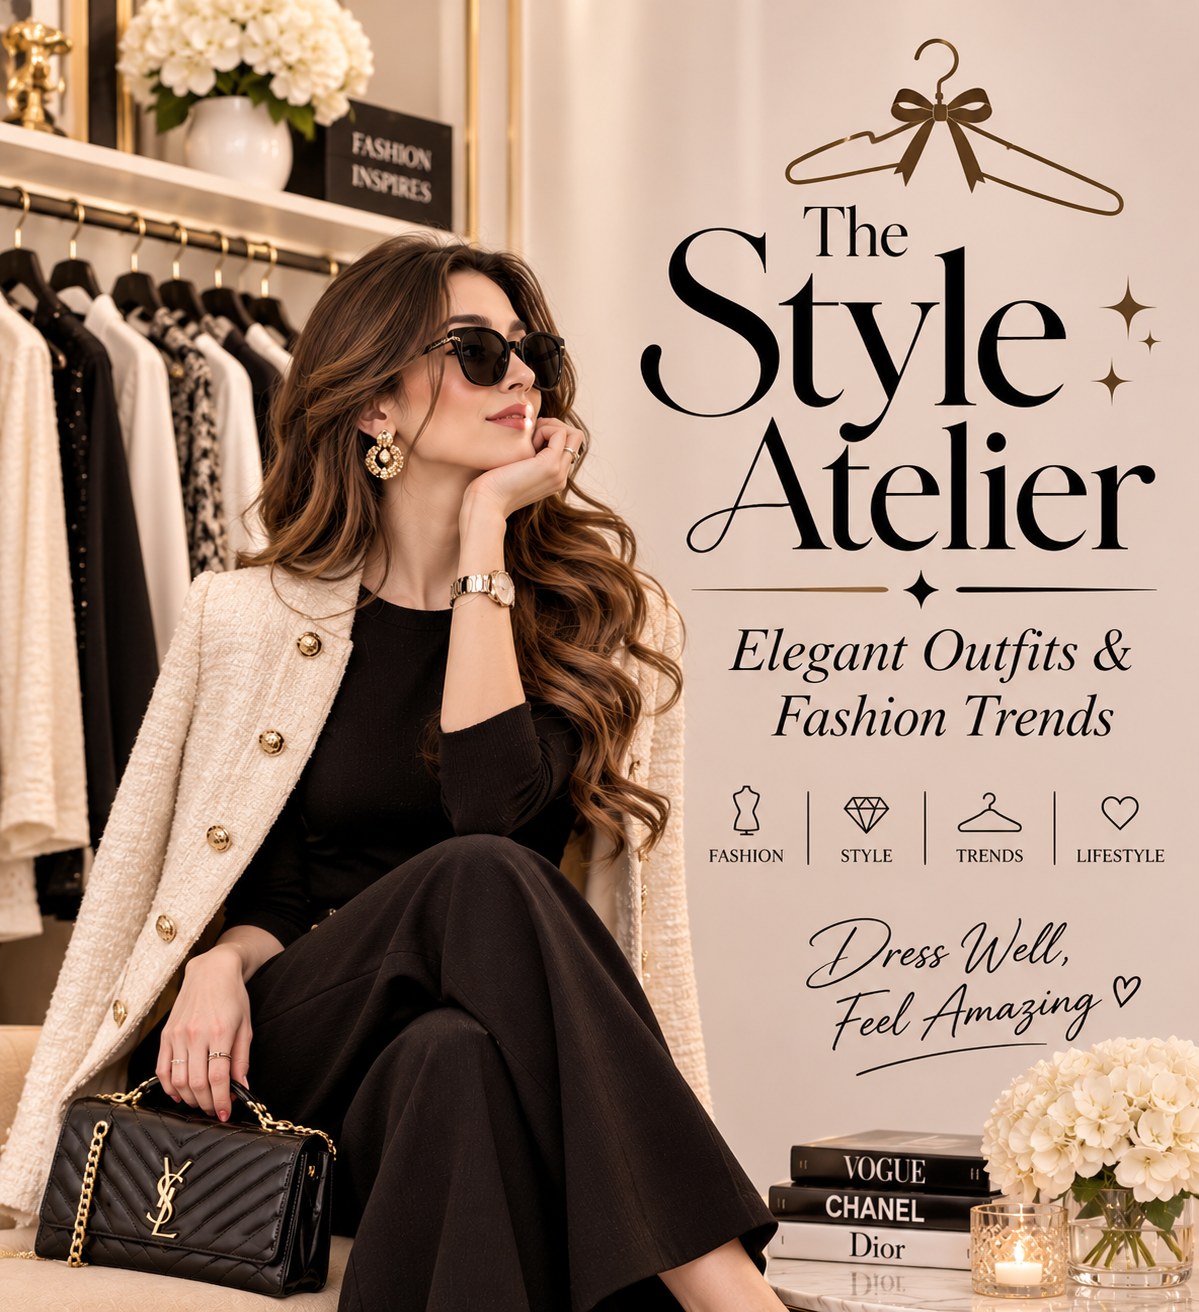 FASHION
INSPIRES
The
Style
Atelier
Elegant Outfits &
Fashion Trends
FASHION
STYLE
TRENDS
LIFESTYLE
Dress Well,
Feel Amazing
YSL
VOGUE
CHANEL
Dior